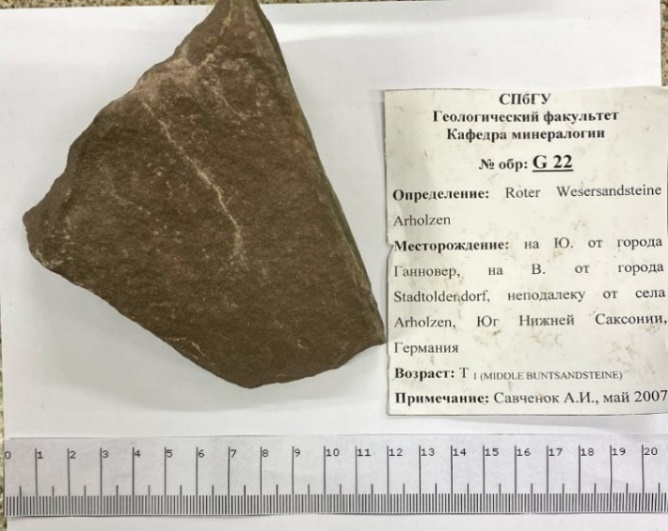 СПбГУ
Геологический факультет
Кафедра минералогии
№ обр: G 22
Определение: Roter Wesersandsteine
Arholzen
Месторождение: на Ю. от города
Ганновер, на В. от города
Stadtoldendorf, неподалеку от села
Arholzen, Юг Нижней Саксонии,
Германия
Возраст: T 1 (MIDDLE BUNTSANDSTEINE)
Примечание: Савченок А.И., май 2007
0 1 2 3 4 5 6 7 8 9 10 11 12 13 14 15 16 17 18 19 20